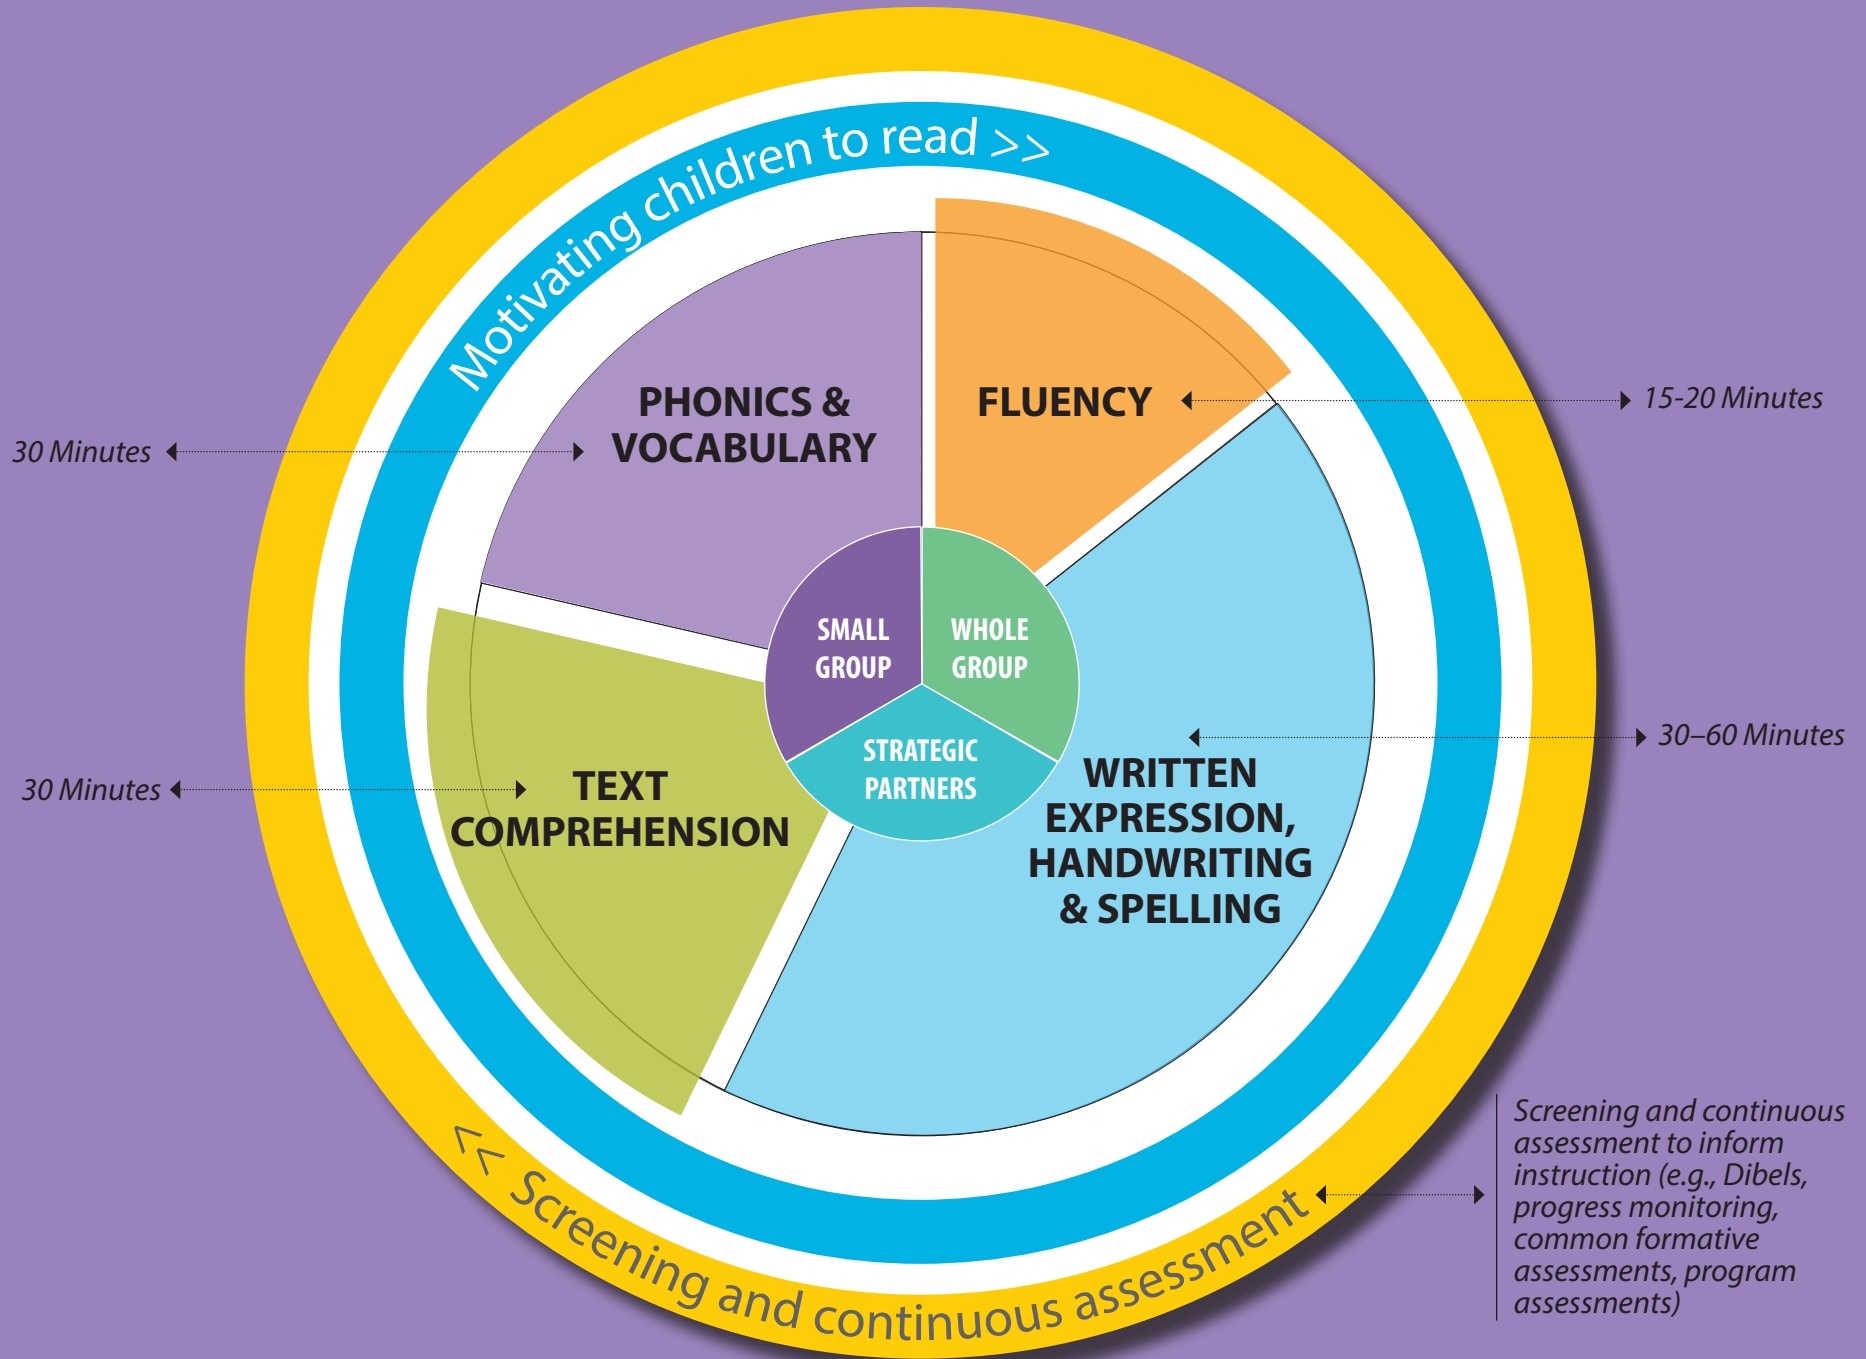 Motivating children to read >>
PHONICS &
VOCABULARY
30 Minutes
FLUENCY
15-20 Minutes
SMALL
GROUP
WHOLE
GROUP
STRATEGIC
PARTNERS
TEXT
COMPREHENSION
30 Minutes
30–60 Minutes
WRITTEN
EXPRESSION,
HANDWRITING
& SPELLING
<< Screening and continuous assessment
Screening and continuous
assessment to inform
instruction (e.g., Dibels,
progress monitoring,
common formative
assessments, program
assessments)